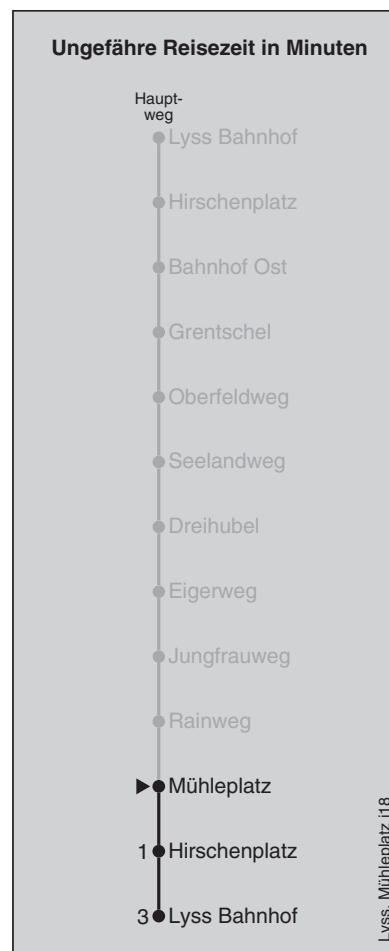 Ungefähre Reisezeit in Minuten
Haupt-
weg
Lyss Bahnhof
Hirschenplatz
Bahnhof Ost
Grentschel
Oberfeldweg
Seelandweg
Dreihubel
Eigerweg
Jungfrauweg
Rainweg
Mühleplatz
1 Hirschenplatz
3 Lyss Bahnhof
Lyss, Mühleplatz j18